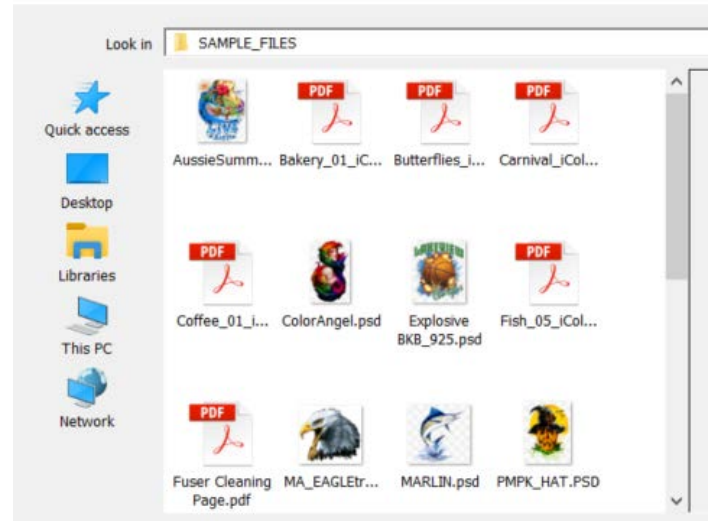 Look in
SAMPLE_FILES
Quick access
Desktop
Libraries
This PC
Network
PDF
PDF
PDF
AussieSumm...
Bakery_01_iC...
Butterflies_i...
Carnival_iCol...
PDF
PDF
Coffee_01_i...
ColorAngel.psd
Explosive
BKB_925.psd
Fish_05_iCol...
PDF
Fuser Cleaning
Page.pdf
MA_EAGLEtr...
MARLIN.psd
PMPK_HAT.PSD